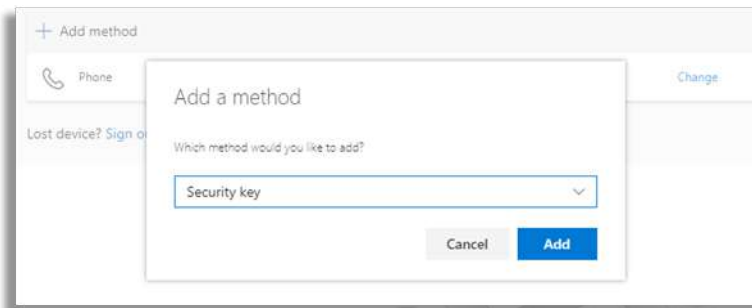 Add method
Phone
Change
Add a method
Lost device? Sign o
Which method would you like to add?
Security key
Cancel
Add